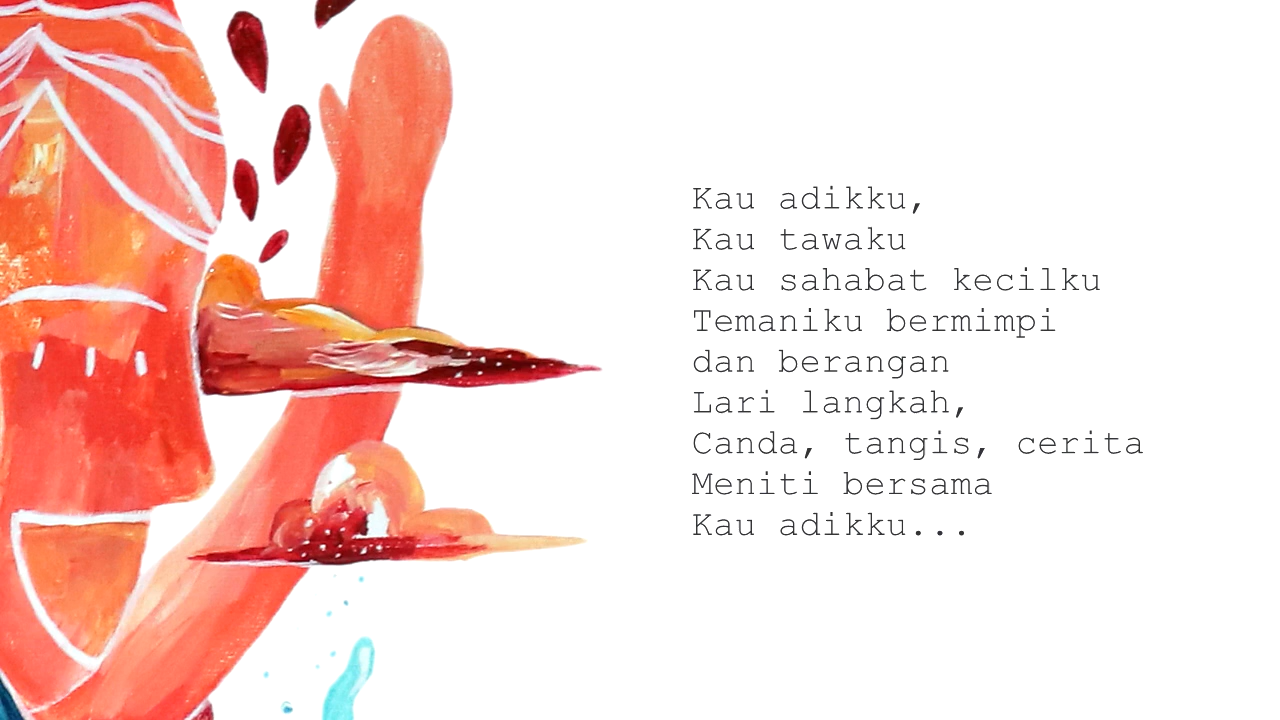 Kau adikku,
Kau tawaku
Kau sahabat kecilku
Temaniku bermimpi
dan berangan
Lari langkah,
Canda, tangis, cerita
Meniti bersama
Kau adikku...